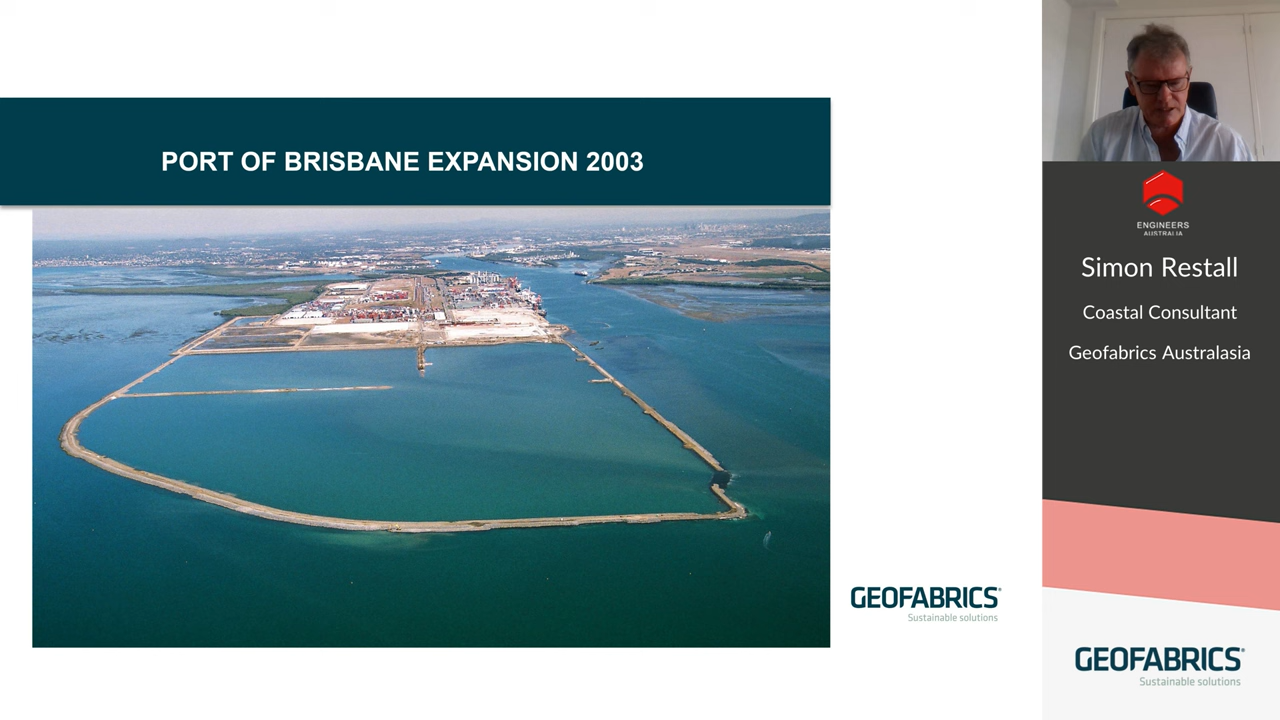 PORT OF BRISBANE EXPANSION 2003
GEOFABRICS®
Sustainable solutions
ENGINEERS
AUSTRALIA
Simon Restall
Coastal Consultant
Geofabrics Australasia
GEOFABRICS®
Sustainable solutions